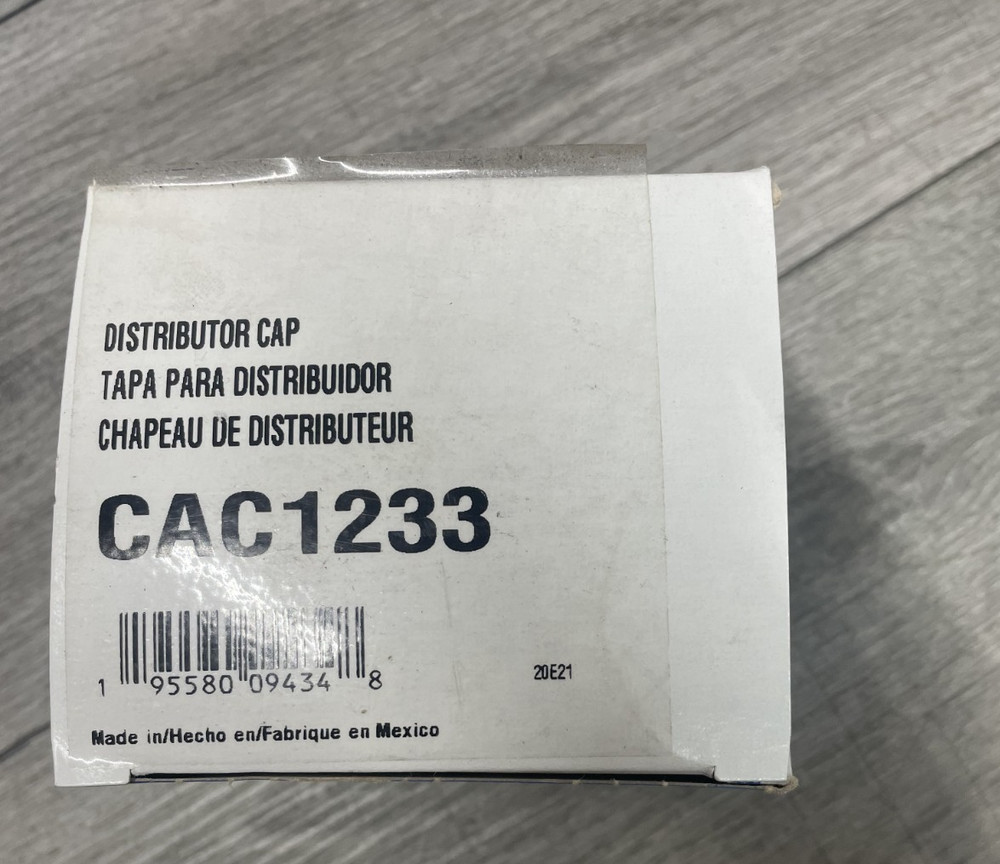 DISTRIBUTOR CAP
TAPA PARA DISTRIBUIDOR
CHAPEAU DE DISTRIBUTEUR
CAC1233
1 95580 09434 8
20E21
Made in/Hecho en/Fabrique en Mexico